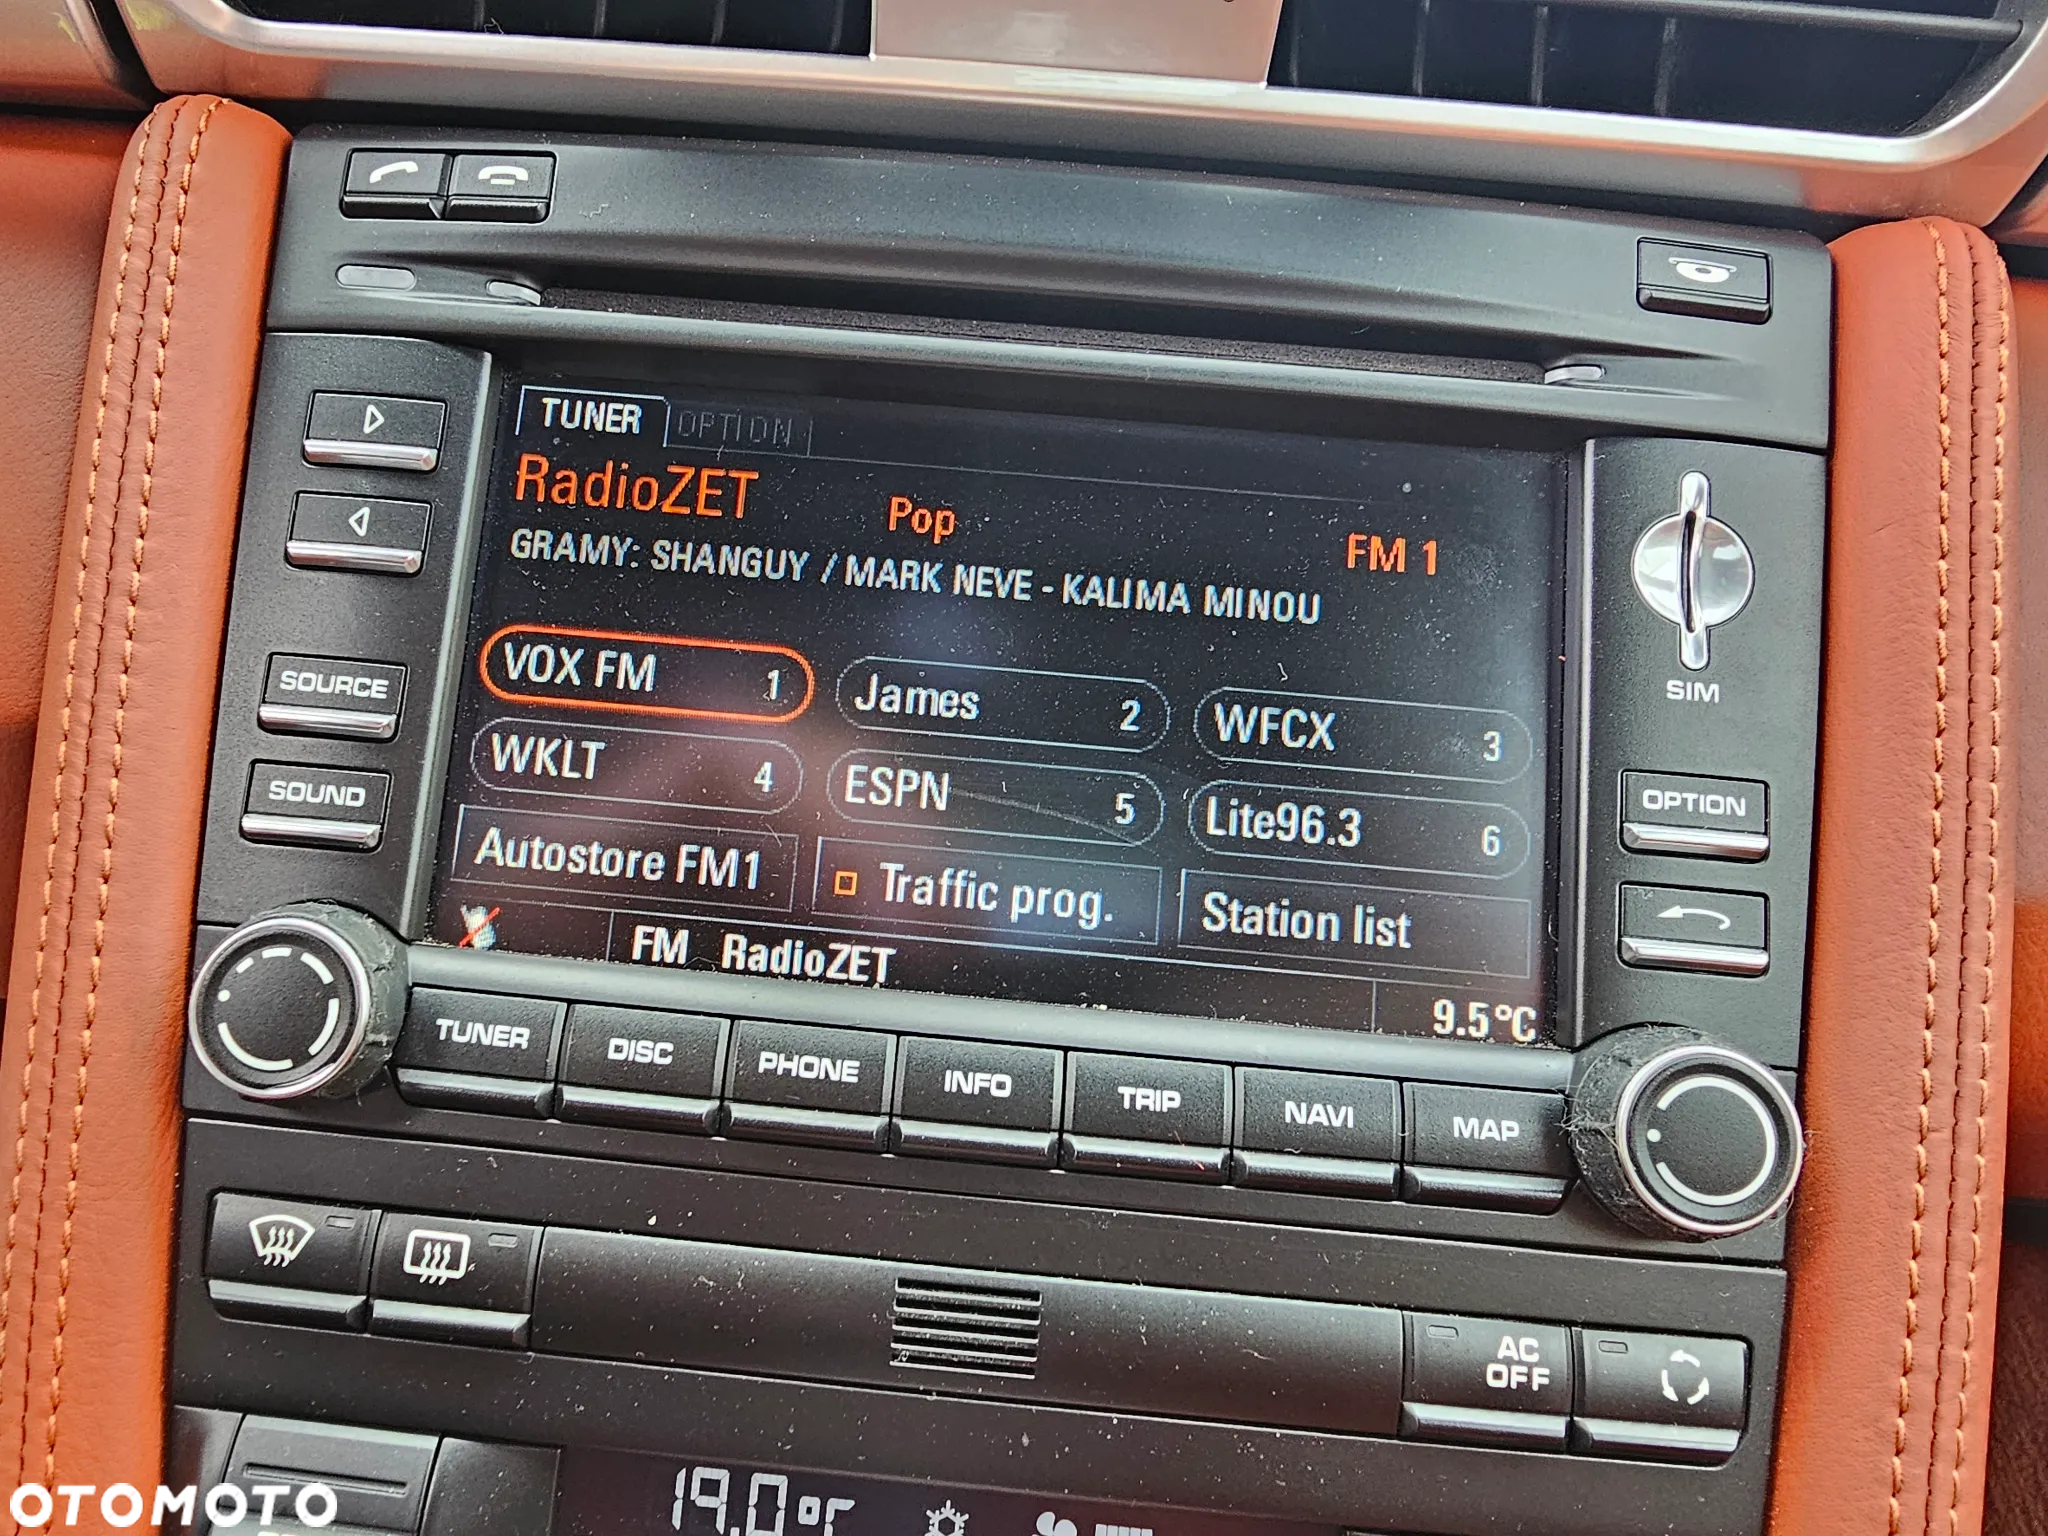 TUNER OPTION
RadioZET Pop FM 1
GRAMY: SHANGUY / MARK NEVE - KALIMA MINOU
VOX FM 1 James 2 WFCX 3
WKLT 4 ESPN 5 Lite96.3 6
Autostore FM1 Traffic prog. Station list
FM RadioZET
9.5°C
SOURCE
SOUND
SIM
OPTION
TUNER DISC PHONE INFO TRIP NAVI MAP
AC
OFF
19.0°C
OTOMOTO